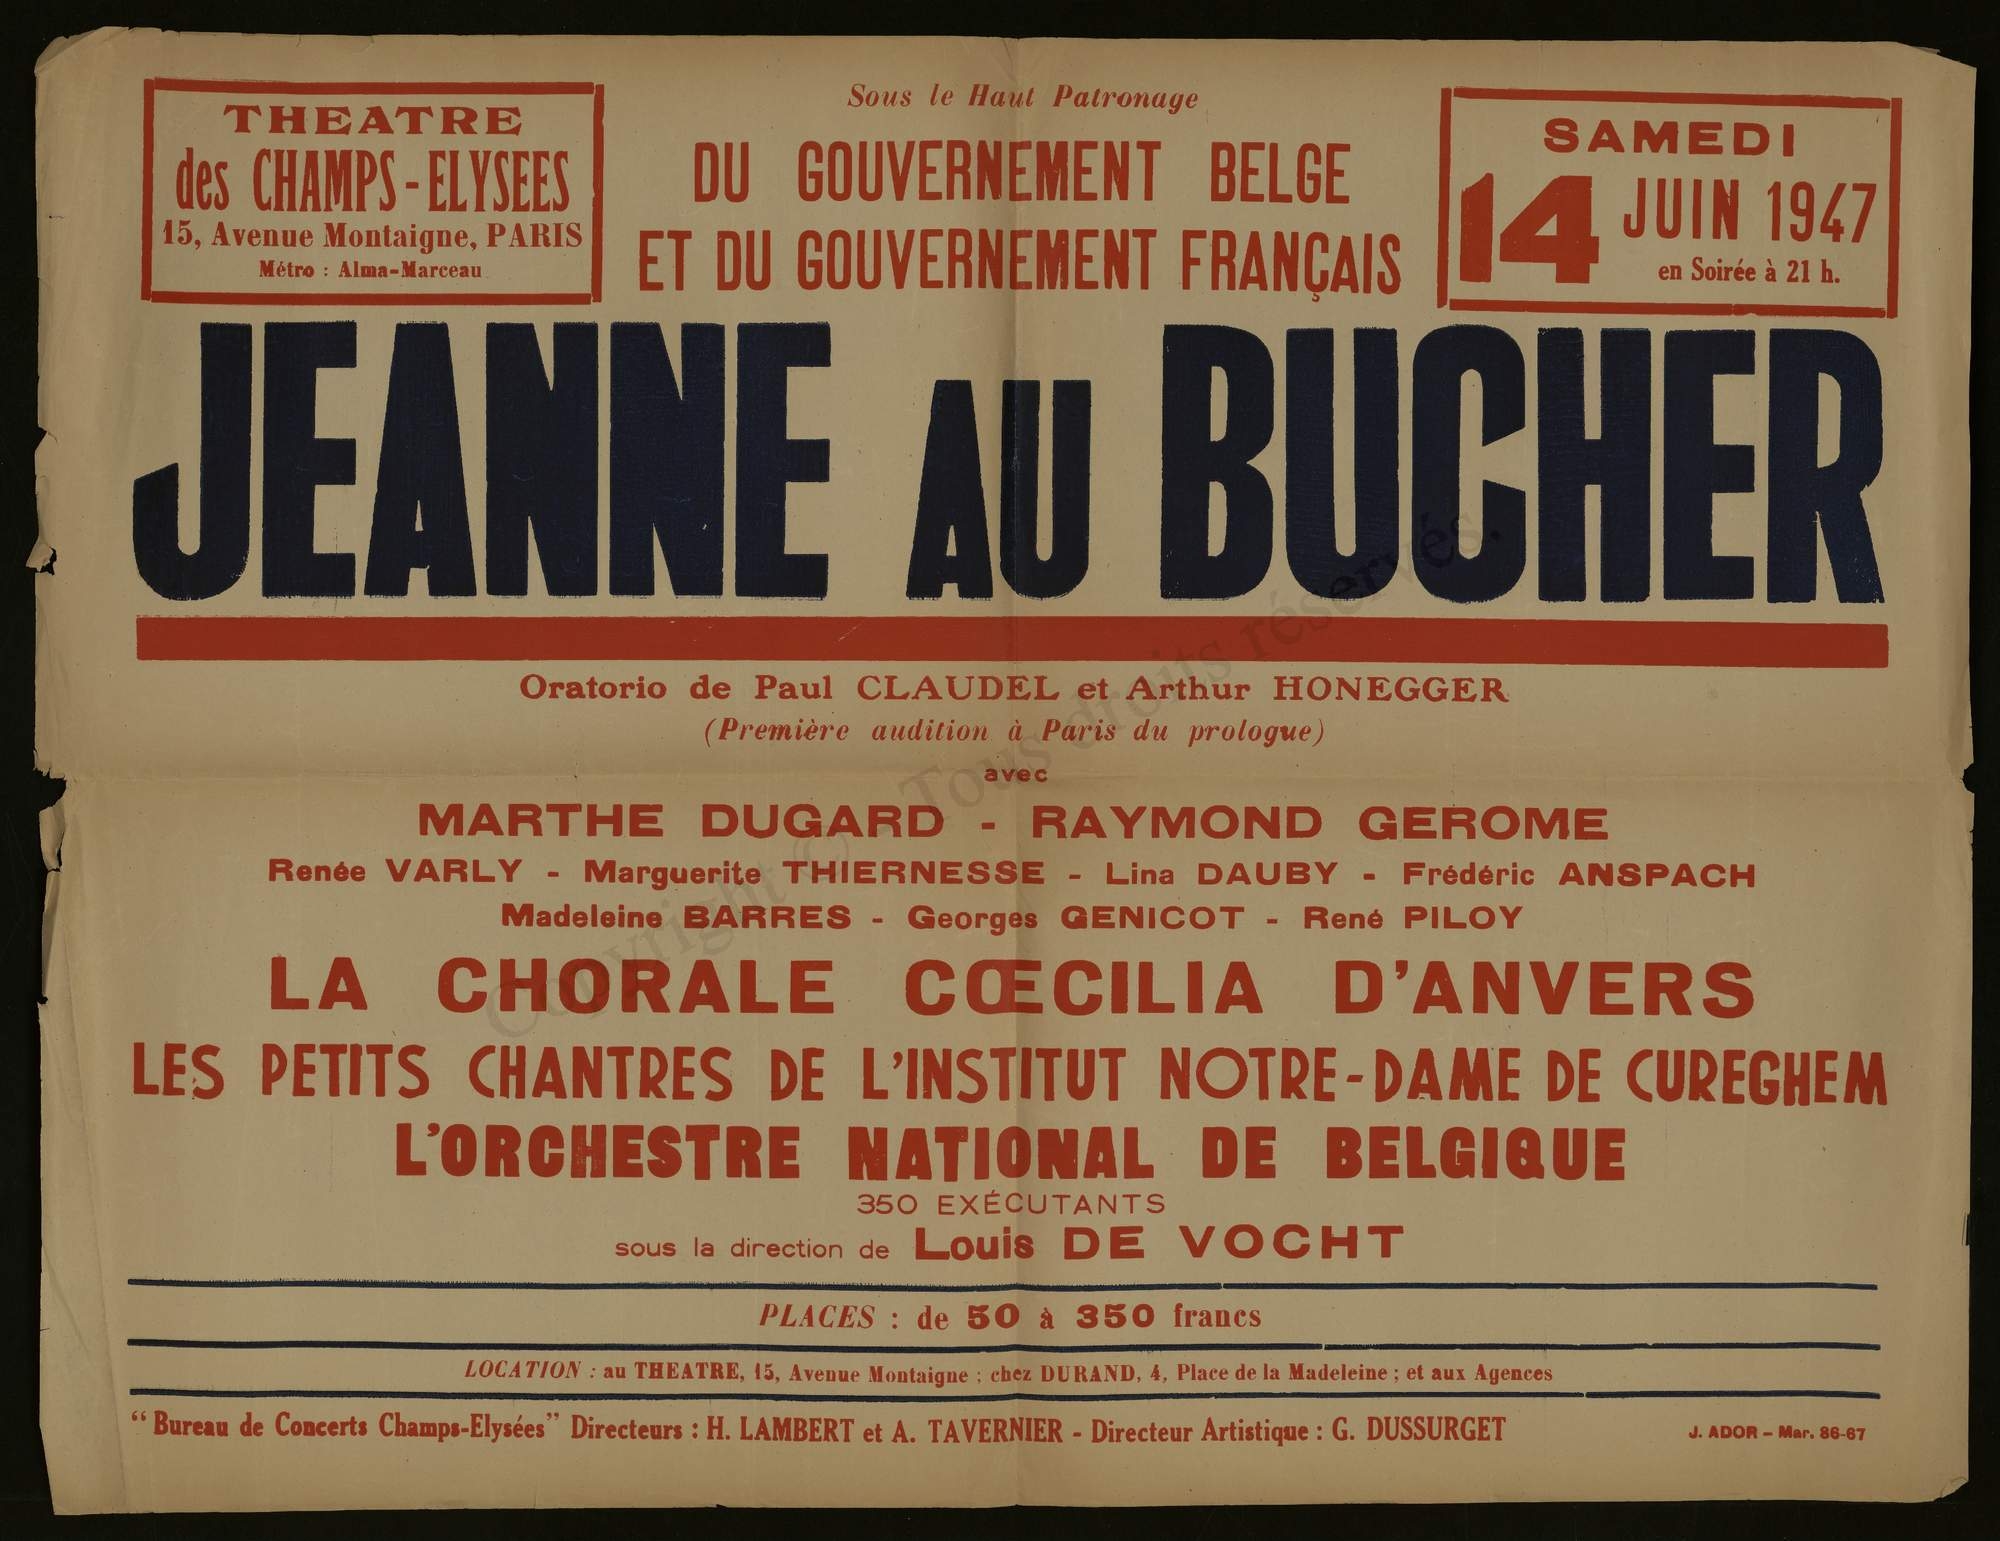 THEATRE
des CHAMPS-ELYSEES
15, Avenue Montaigne, PARIS
Métro : Alma-Marceau
Sous le Haut Patronage
DU GOUVERNEMENT BELGE
ET DU GOUVERNEMENT FRANÇAIS
SAMEDI
14 JUIN 1947
en Soirée à 21 h.
JEANNE AU BUCHER
Oratorio de Paul CLAUDEL et Arthur HONEGGER
(Première audition à Paris du prologue)
avec
MARTHE DUGARD - RAYMOND GEROME
Renée VARLY - Marguerite THIERNESSE - Lina DAUBY - Frédéric ANSPACH
Madeleine BARRES - Georges GENICOT - René PILOY
LA CHORALE CŒCILIA D'ANVERS
LES PETITS CHANTRES DE L'INSTITUT NOTRE-DAME DE CUREGHEM
L'ORCHESTRE NATIONAL DE BELGIQUE
350 EXÉCUTANTS
sous la direction de Louis DE VOCHT
PLACES : de 50 à 350 francs
LOCATION : au THEATRE, 15, Avenue Montaigne ; chez DURAND, 4, Place de la Madeleine ; et aux Agences
"Bureau de Concerts Champs-Elysées" Directeurs : H. LAMBERT et A. TAVERNIER - Directeur Artistique : G. DUSSURGET
J. ADOR - Mar. 86-67
Copyright © - Tous droits réservés.